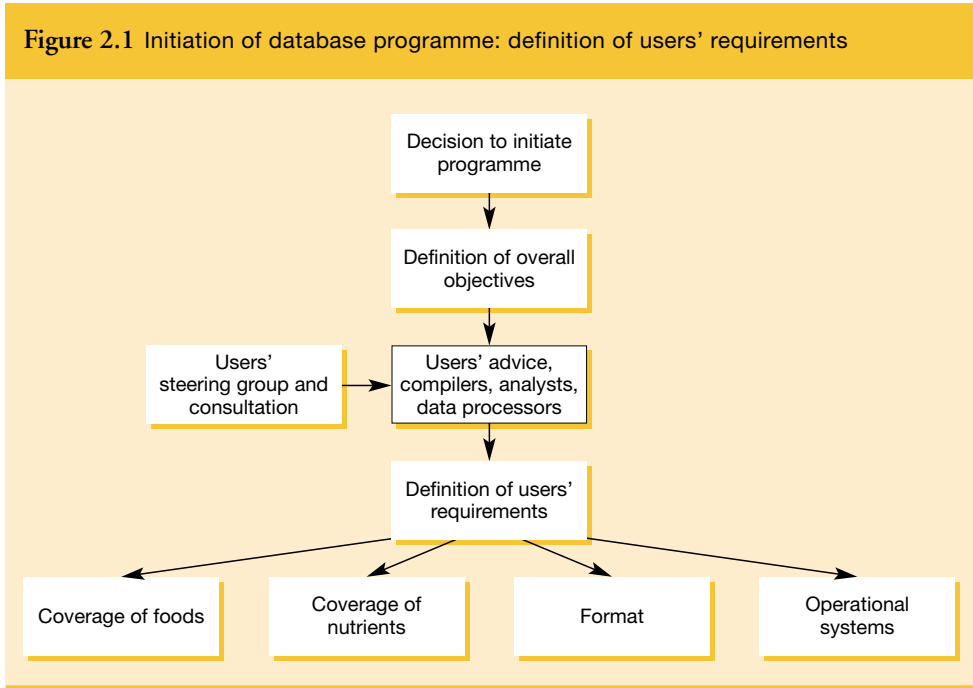 Figure 2.1 Initiation of database programme: definition of users’ requirements
Decision to initiate
programme
Definition of overall
objectives
Users’
steering group and
consultation
Users’ advice,
compilers, analysts,
data processors
Definition of users’
requirements
Coverage of foods
Coverage of
nutrients
Format
Operational
systems